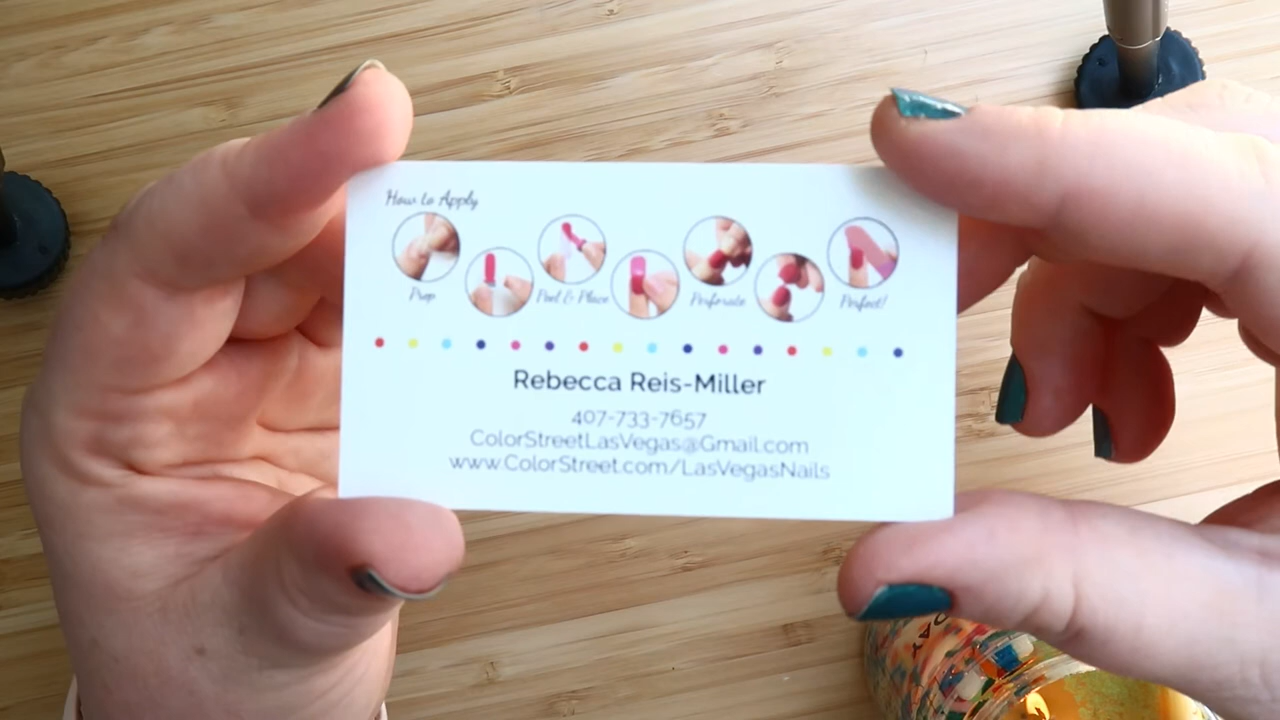 How to Apply
Prep
Peel & Place
Perforate
Perfect!
Rebecca Reis-Miller
407-733-7657
ColorStreetLasVegas@Gmail.com
www.ColorStreet.com/LasVegasNails
DAY